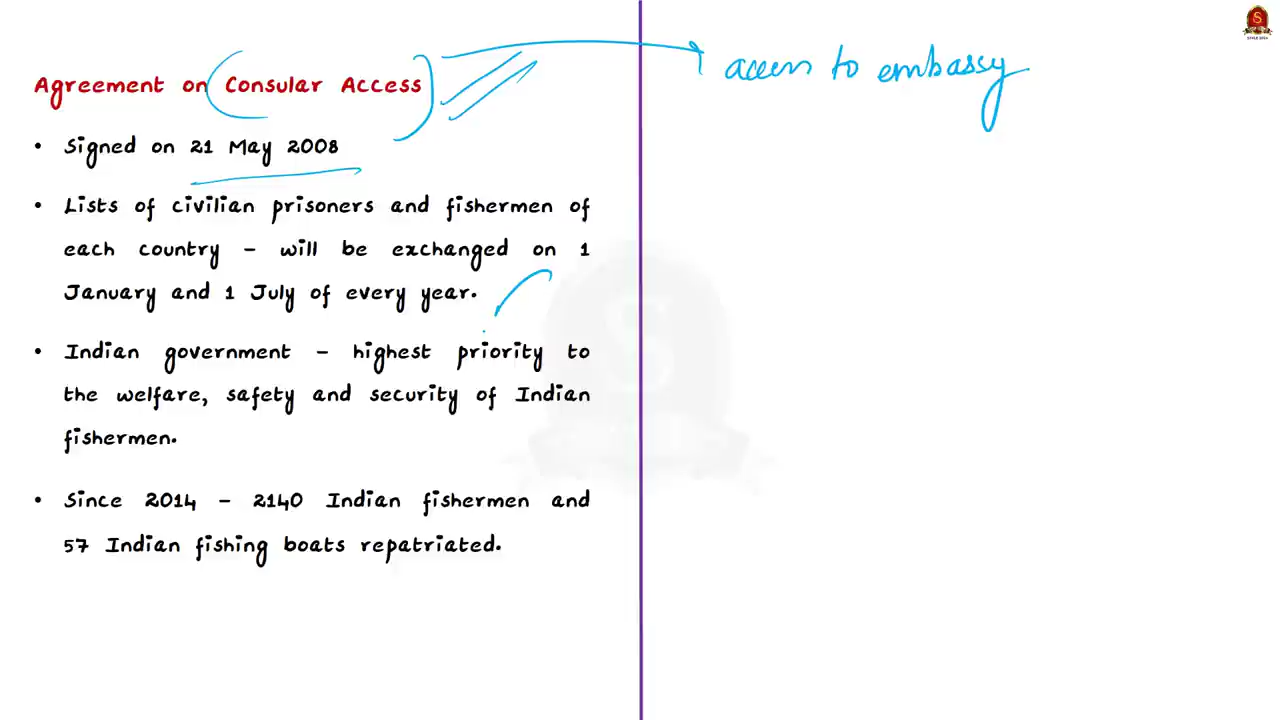 Agreement on Consular Access
access to embassy
• Signed on 21 May 2008
• Lists of civilian prisoners and fishermen of
each country – will be exchanged on 1
January and 1 July of every year.
• Indian government – highest priority to
the welfare, safety and security of Indian
fishermen.
• Since 2014 – 2140 Indian fishermen and
57 Indian fishing boats repatriated.